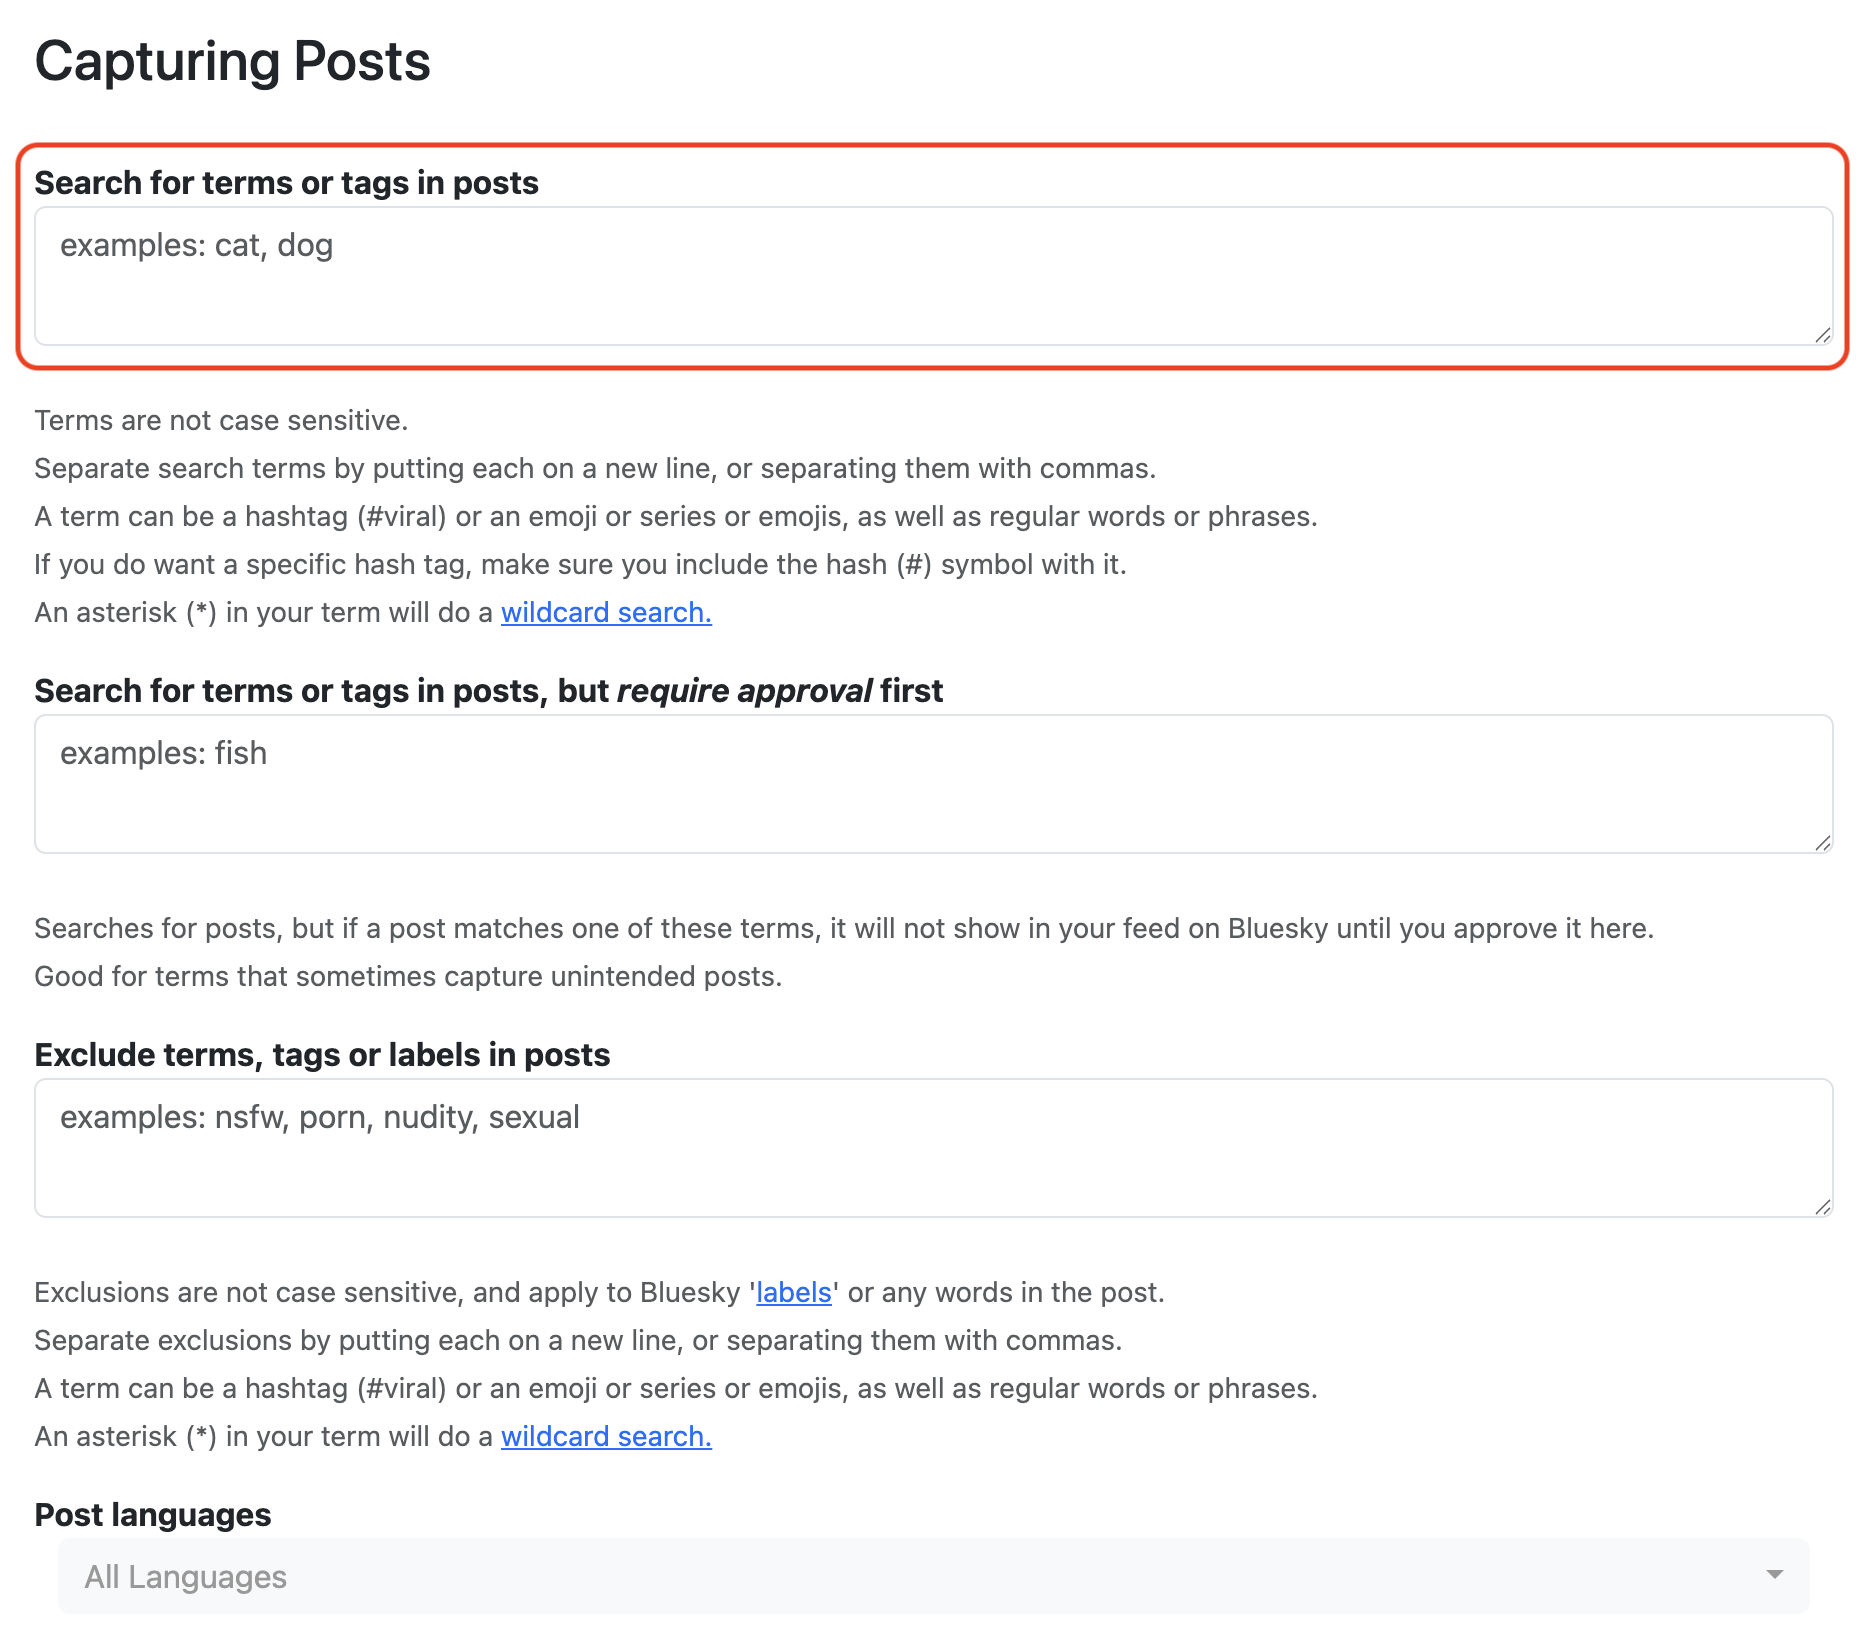 Capturing Posts
Search for terms or tags in posts
examples: cat, dog
Terms are not case sensitive.
Separate search terms by putting each on a new line, or separating them with commas.
A term can be a hashtag (#viral) or an emoji or series or emojis, as well as regular words or phrases.
If you do want a specific hash tag, make sure you include the hash (#) symbol with it.
An asterisk (*) in your term will do a wildcard search.
Search for terms or tags in posts, but require approval first
examples: fish
Searches for posts, but if a post matches one of these terms, it will not show in your feed on Bluesky until you approve it here.
Good for terms that sometimes capture unintended posts.
Exclude terms, tags or labels in posts
examples: nsfw, porn, nudity, sexual
Exclusions are not case sensitive, and apply to Bluesky 'labels' or any words in the post.
Separate exclusions by putting each on a new line, or separating them with commas.
A term can be a hashtag (#viral) or an emoji or series or emojis, as well as regular words or phrases.
An asterisk (*) in your term will do a wildcard search.
Post languages
All Languages